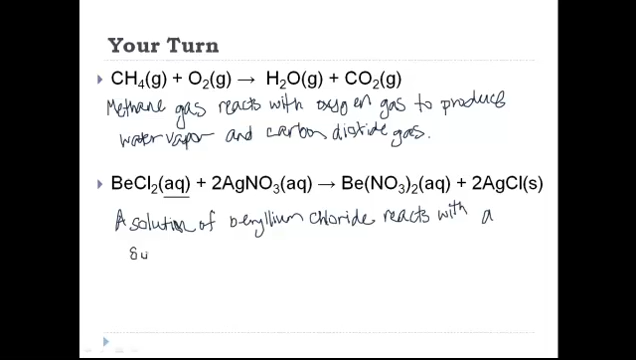 Your Turn
CH₄(g) + O₂(g) → H₂O(g) + CO₂(g)
Methane gas reacts with oxygen gas to produce
water vapor and carbon dioxide gas.
BeCl₂(aq) + 2AgNO₃(aq) → Be(NO₃)₂(aq) + 2AgCl(s)
A solution of beryllium chloride reacts with a
su